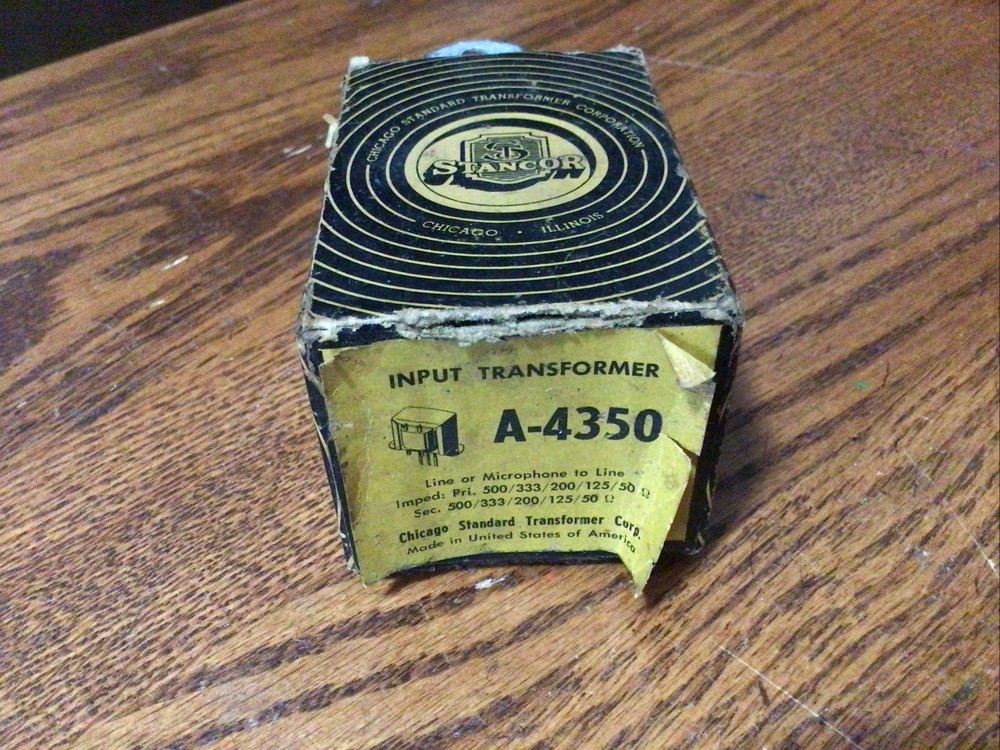 CHICAGO STANDARD TRANSFORMER CORPORATION
STANCOR
CHICAGO · ILLINOIS
INPUT TRANSFORMER
A-4350
Line or Microphone to Line
Imped: Pri. 500/333/200/125/50 Ω
Sec. 500/333/200/125/50 Ω
Chicago Standard Transformer Corp.
Made in United States of America